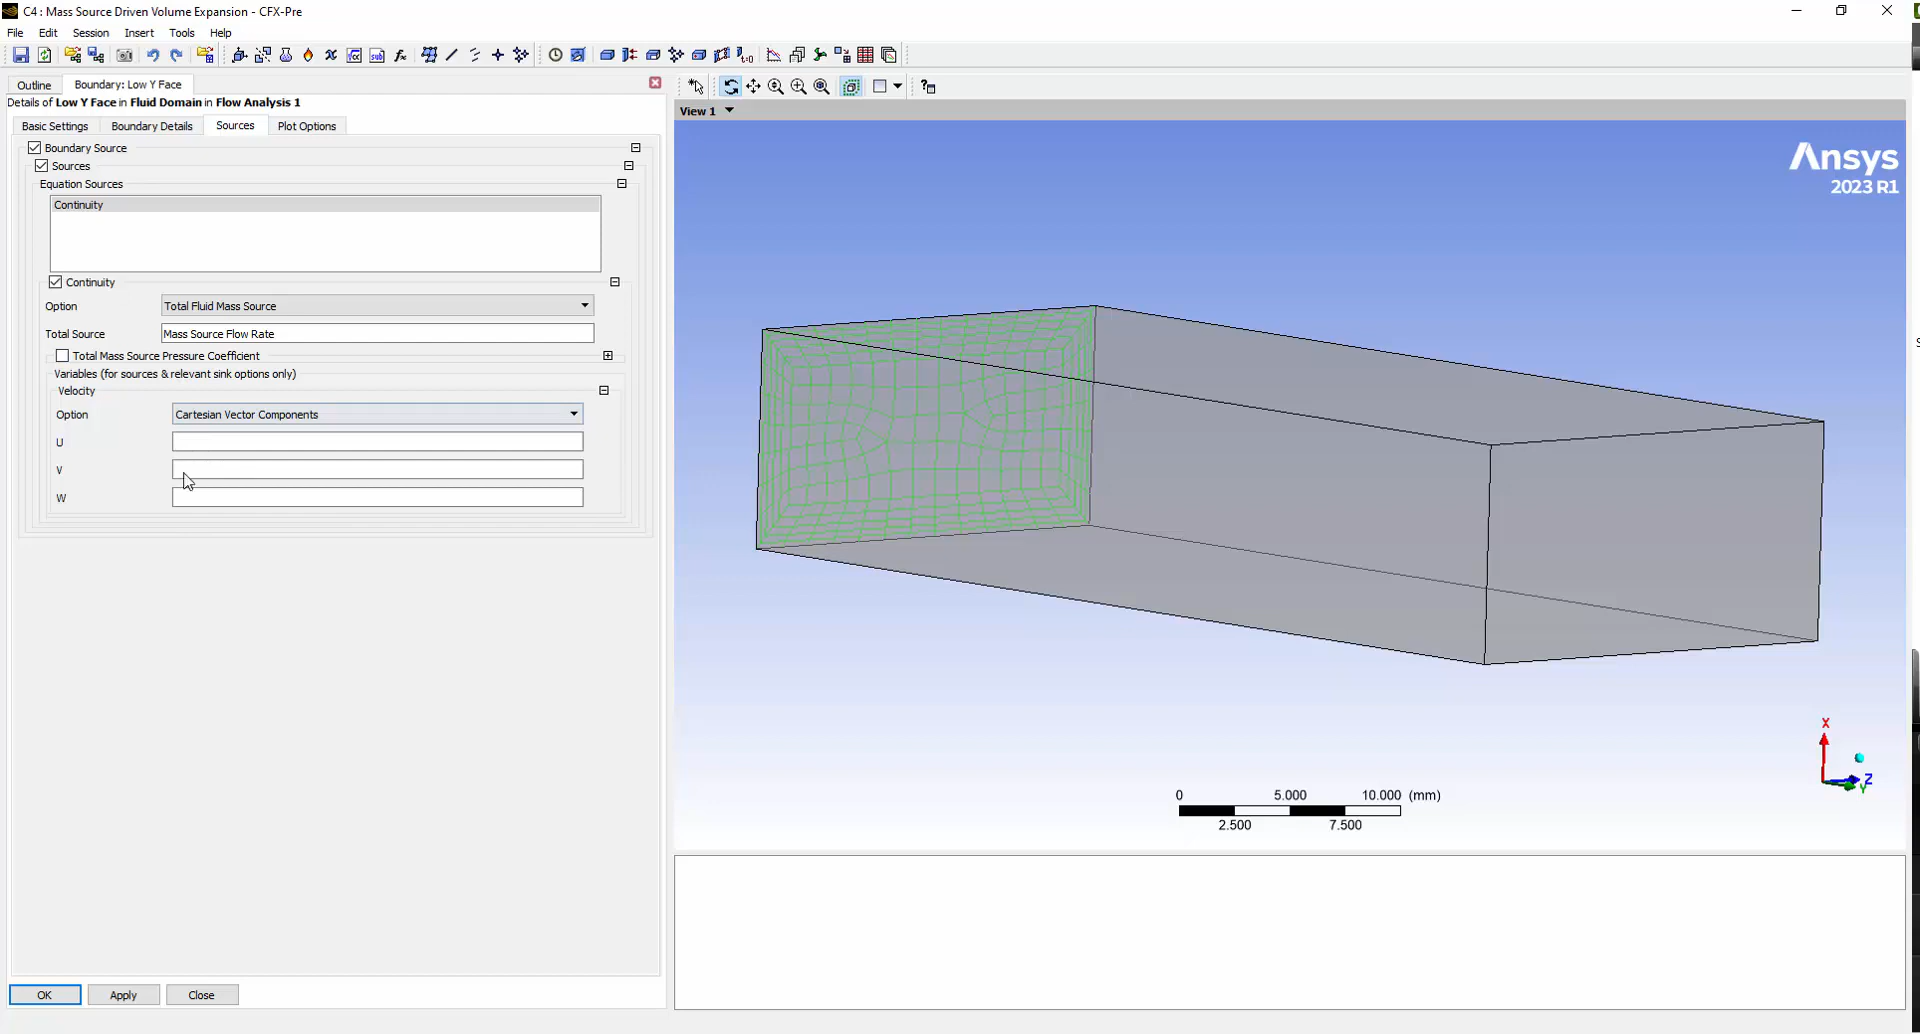 C4 : Mass Source Driven Volume Expansion - CFX-Pre
File Edit Session Insert Tools Help
Outline Boundary: Low Y Face
Details of Low Y Face in Fluid Domain in Flow Analysis 1
Basic Settings Boundary Details Sources Plot Options
Boundary Source
Sources
Equation Sources
Continuity
Continuity
Option Total Fluid Mass Source
Total Source Mass Source Flow Rate
Total Mass Source Pressure Coefficient
Variables (for sources & relevant sink options only)
Velocity
Option Cartesian Vector Components
U
V
W
OK Apply Close
View 1
Ansys
2023 R1
X
Z
Y
0 5.000 10.000 (mm)
2.500 7.500